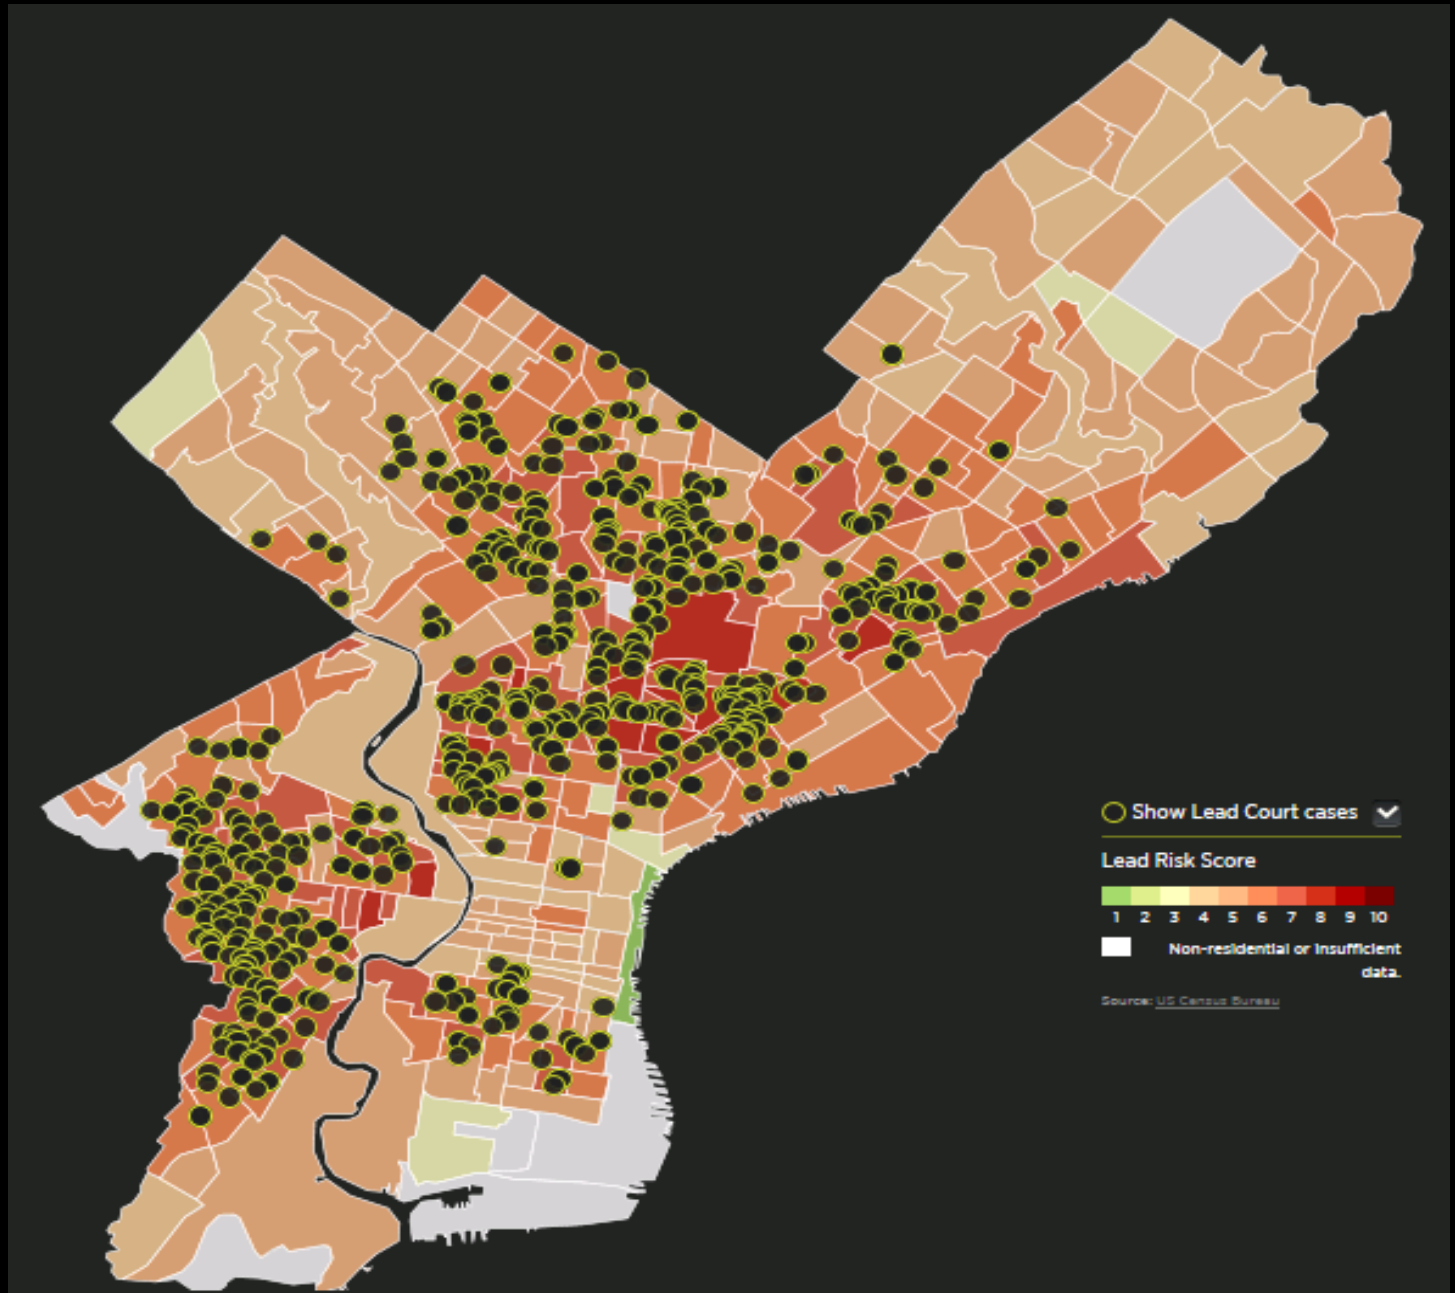 Show Lead Court cases
Lead Risk Score
1 2 3 4 5 6 7 8 9 10
Non-residential or insufficient
data.
Source: US Census Bureau